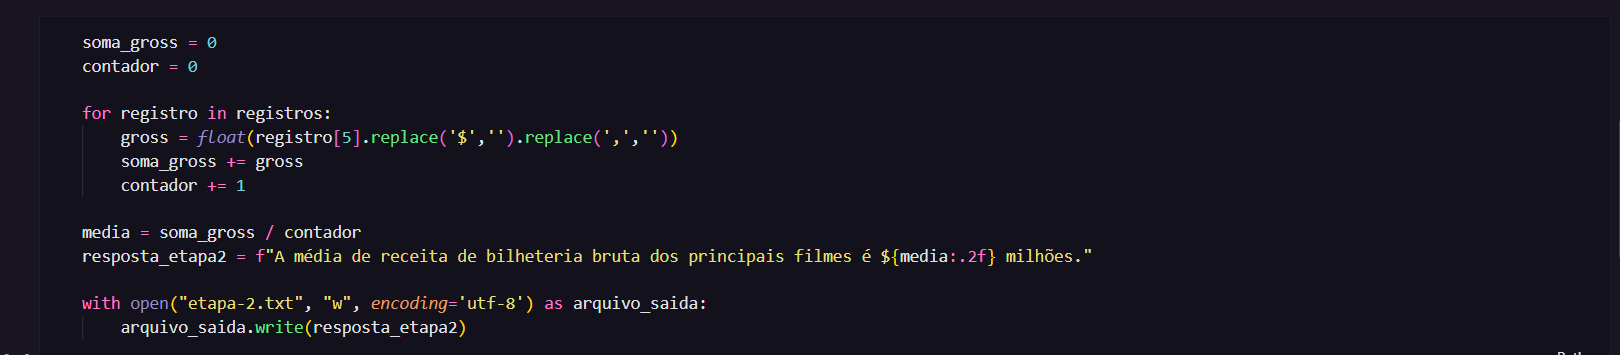 soma_gross = 0
contador = 0
for registro in registros:
gross = float(registro[5].replace('$','').replace(',',''))
soma_gross += gross
contador += 1
media = soma_gross / contador
resposta_etapa2 = f"A média de receita de bilheteria bruta dos principais filmes é ${media:.2f} milhões."
with open("etapa-2.txt", "w", encoding='utf-8') as arquivo_saida:
arquivo_saida.write(resposta_etapa2)